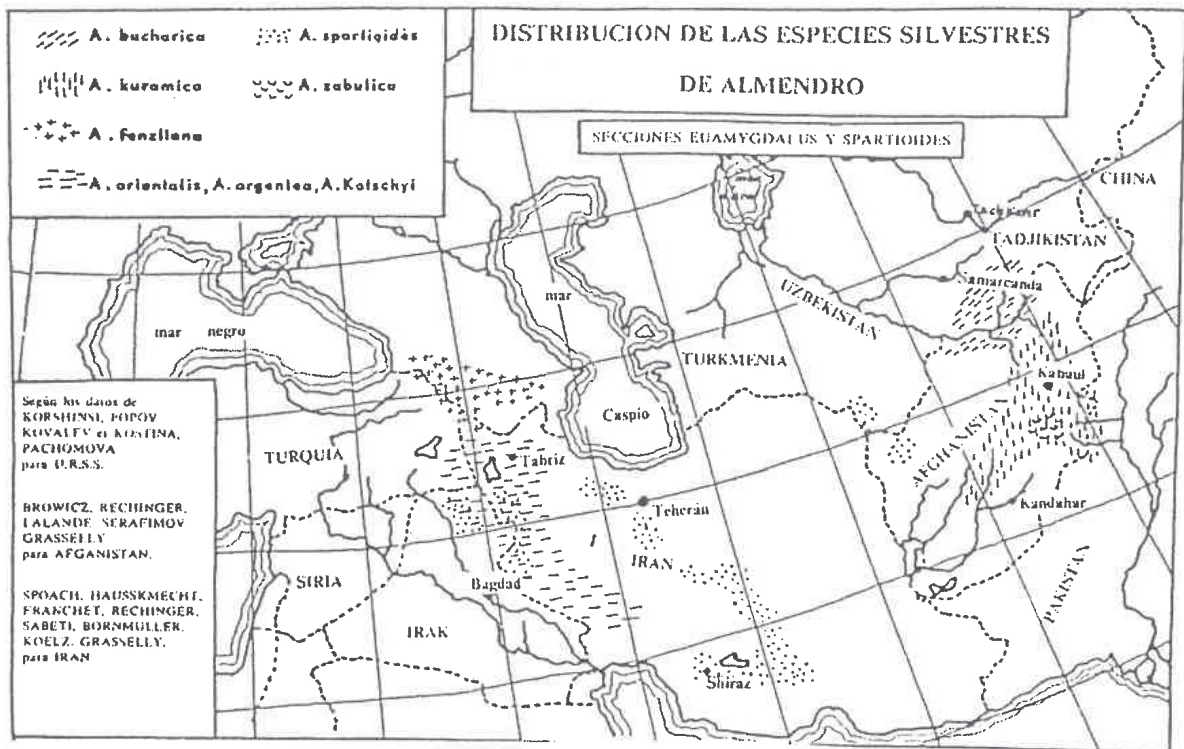 A. bucharica
A. spartioides
A. kuramica
A. zabulica
A. Fenzliana
A. orientalis, A. argentea, A. Kotschyi
DISTRIBUCION DE LAS ESPECIES SILVESTRES
DE ALMENDRO
SECCIONES EUAMYGDALUS Y SPARTIOIDES
CHINA
TADJIKISTAN
Samarcanda
UZBEKISTAN
mar
mar negro
TURKMENIA
Kabaul
Caspio
AFGHANISTAN
TURQUIA
Tabriz
Teherán
Kandahar
IRAN
SIRIA
Bagdad
IRAK
PAKISTAN
Shiraz
Según los datos de
KORSHINSI, POPOV
KOVALEV et KOSTINA,
PACHOMOVA
para U.R.S.S.
BROWICZ, RECHINGER,
LALANDE, SERAFIMOV
GRASSELLY
para AFGANISTAN.
SPOACH, HAUSSKMECHT,
FRANCHET, RECHINGER,
SABETI, BORNMULLER,
KOELZ, GRASSELLY,
para IRAN